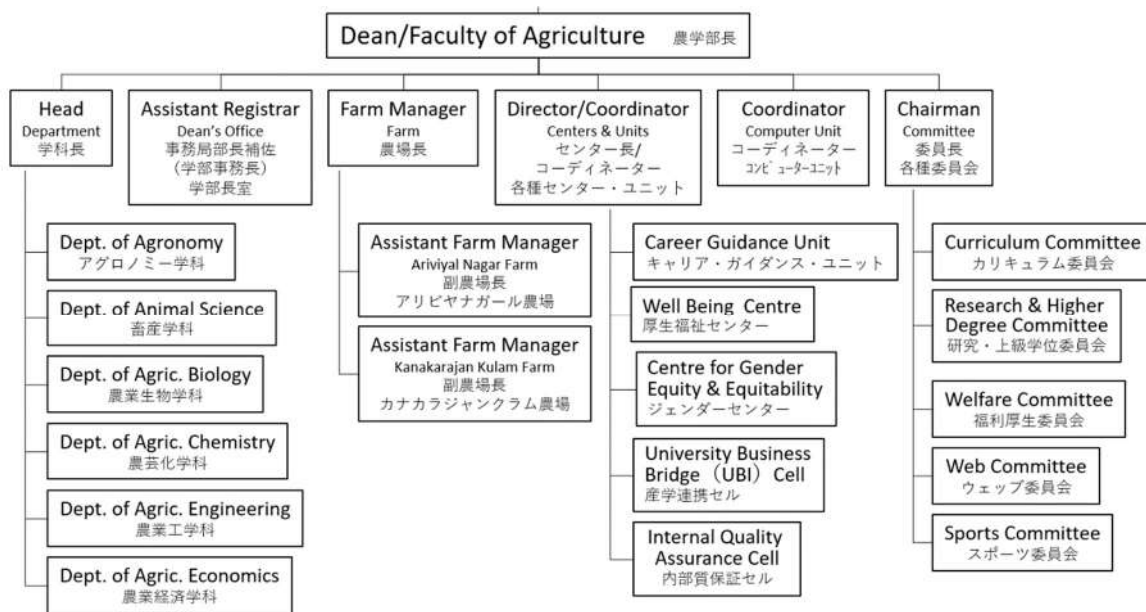 Dean/Faculty of Agriculture 農学部長
Head
Department
学科長
Assistant Registrar
Dean's Office
事務局部長補佐
（学部事務長）
学部長室
Farm Manager
Farm
農場長
Director/Coordinator
Centers & Units
センター長/
コーディネーター
各種センター・ユニット
Coordinator
Computer Unit
コーディネーター
コンピューターユニット
Chairman
Committee
委員長
各種委員会
Dept. of Agronomy
アグロノミー学科
Dept. of Animal Science
畜産学科
Dept. of Agric. Biology
農業生物学科
Dept. of Agric. Chemistry
農芸化学科
Dept. of Agric. Engineering
農業工学科
Dept. of Agric. Economics
農業経済学科
Assistant Farm Manager
Ariviyal Nagar Farm
副農場長
アリビヤナガール農場
Assistant Farm Manager
Kanakarajan Kulam Farm
副農場長
カナカラジャンクラム農場
Career Guidance Unit
キャリア・ガイダンス・ユニット
Well Being Centre
厚生福祉センター
Centre for Gender
Equity & Equitability
ジェンダーセンター
University Business
Bridge（UBI）Cell
産学連携セル
Internal Quality
Assurance Cell
内部質保証セル
Curriculum Committee
カリキュラム委員会
Research & Higher
Degree Committee
研究・上級学位委員会
Welfare Committee
福利厚生委員会
Web Committee
ウェッブ委員会
Sports Committee
スポーツ委員会